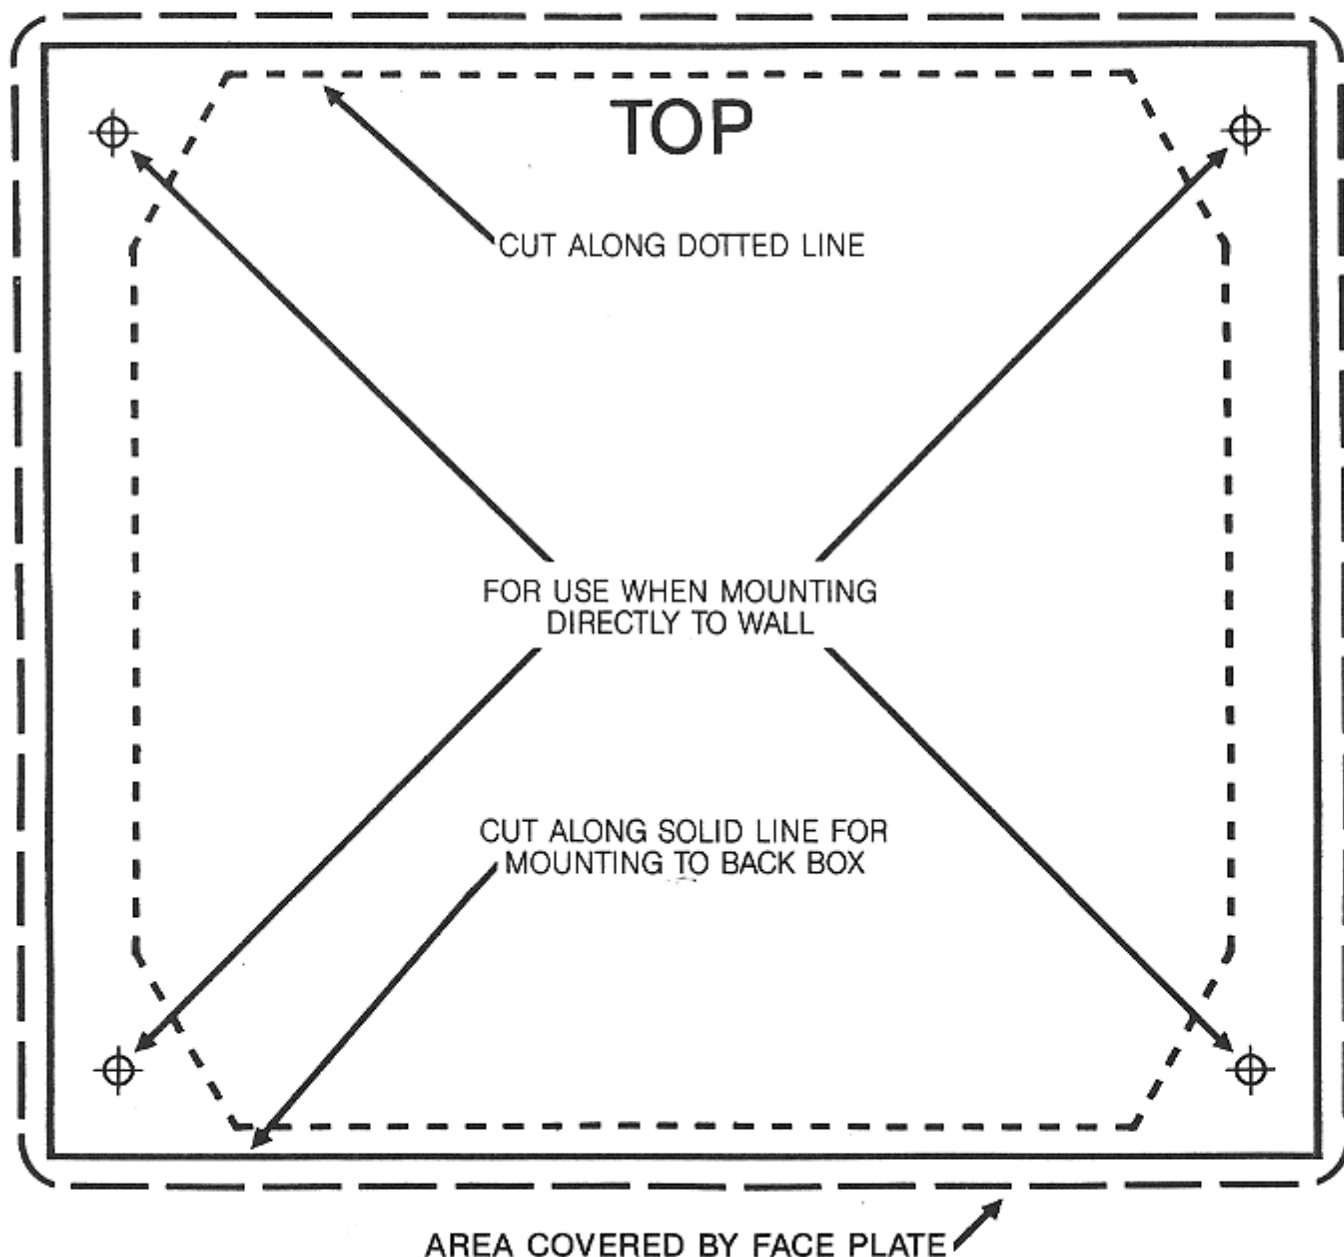 TOP
CUT ALONG DOTTED LINE
FOR USE WHEN MOUNTING
DIRECTLY TO WALL
CUT ALONG SOLID LINE FOR
MOUNTING TO BACK BOX
AREA COVERED BY FACE PLATE